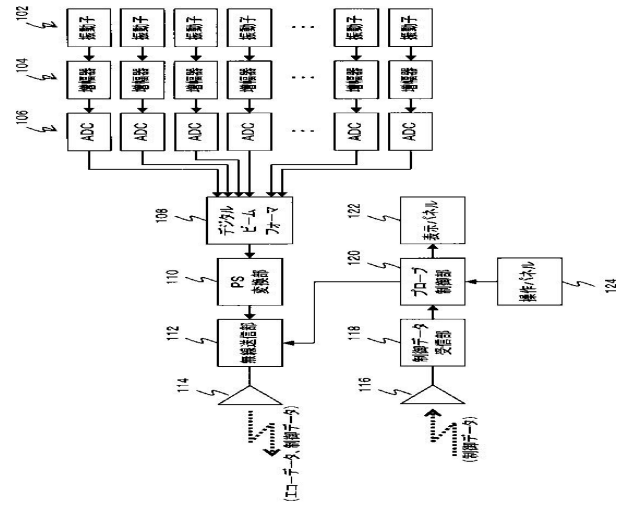 102
振動子
振動子
振動子
振動子
振動子
振動子
104
増幅器
増幅器
増幅器
増幅器
増幅器
増幅器
106
ADC
ADC
ADC
ADC
ADC
ADC
108
デジタル
ビーム
フォーマ
110
PS
変換部
112
無線送信部
114
(エコーデータ、制御データ)
122
表示パネル
120
プローブ
制御部
124
操作パネル
118
制御データ
受信部
116
(制御データ)